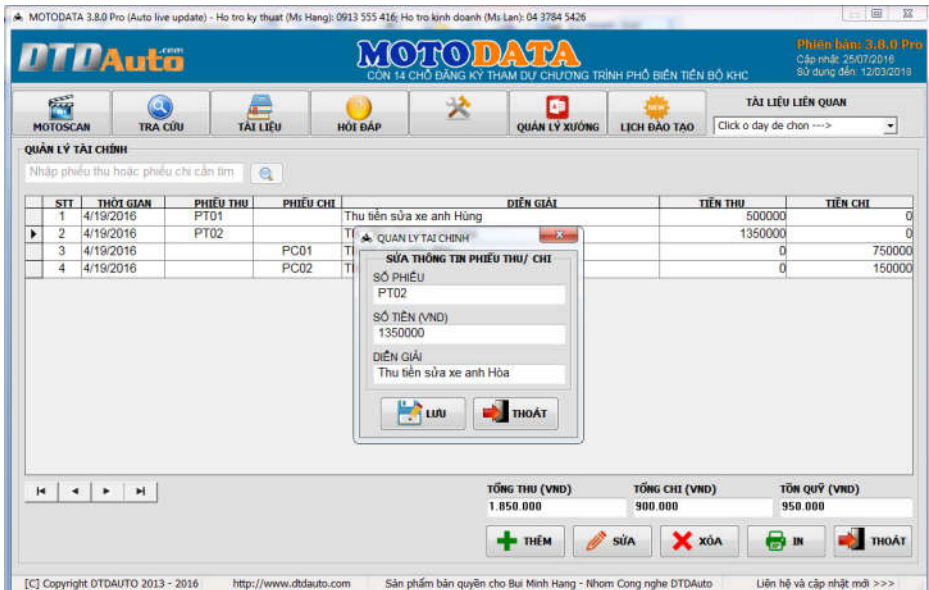 MOTODATA 3.8.0 Pro (Auto live update) - Ho tro ky thuat (Ms Hang): 0913 555 416; Ho tro kinh doanh (Ms Lan): 04 3784 5426
DTDAuto.com
MOTODATA
CÒN 14 CHỖ ĐĂNG KÝ THAM DỰ CHƯƠNG TRÌNH PHỔ BIẾN TIẾN BỘ KHC
Phiên bản: 3.8.0 Pro
Cập nhật: 25/07/2016
Sử dụng đến: 12/03/2018
MOTOSCAN TRA CỨU TÀI LIỆU HỎI ĐÁP QUẢN LÝ XƯỞNG LỊCH ĐÀO TẠO
TÀI LIỆU LIÊN QUAN
Click o day de chon ---->
QUẢN LÝ TÀI CHÍNH
Nhập phiếu thu hoặc phiếu chi cần tìm
STT THỜI GIAN PHIẾU THU PHIẾU CHI DIỄN GIẢI TIỀN THU TIỀN CHI
1 4/19/2016 PT01 Thu tiền sửa xe anh Hùng 500000 0
2 4/19/2016 PT02 1350000 0
3 4/19/2016 PC01 0 750000
4 4/19/2016 PC02 0 150000
QUAN LY TAI CHINH
SỬA THÔNG TIN PHIẾU THU/ CHI
SỐ PHIẾU
PT02
SỐ TIỀN (VND)
1350000
DIỄN GIẢI
Thu tiền sửa xe anh Hòa
LƯU THOÁT
TỔNG THU (VND) TỔNG CHI (VND) TỒN QUỸ (VND)
1.850.000 900.000 950.000
THÊM SỬA XÓA IN THOÁT
[C] Copyright DTDAUTO 2013 - 2016 http://www.dtdauto.com Sản phẩm bản quyền cho Bui Minh Hang - Nhom Cong nghe DTDAuto Liên hệ và cập nhật mới >>>